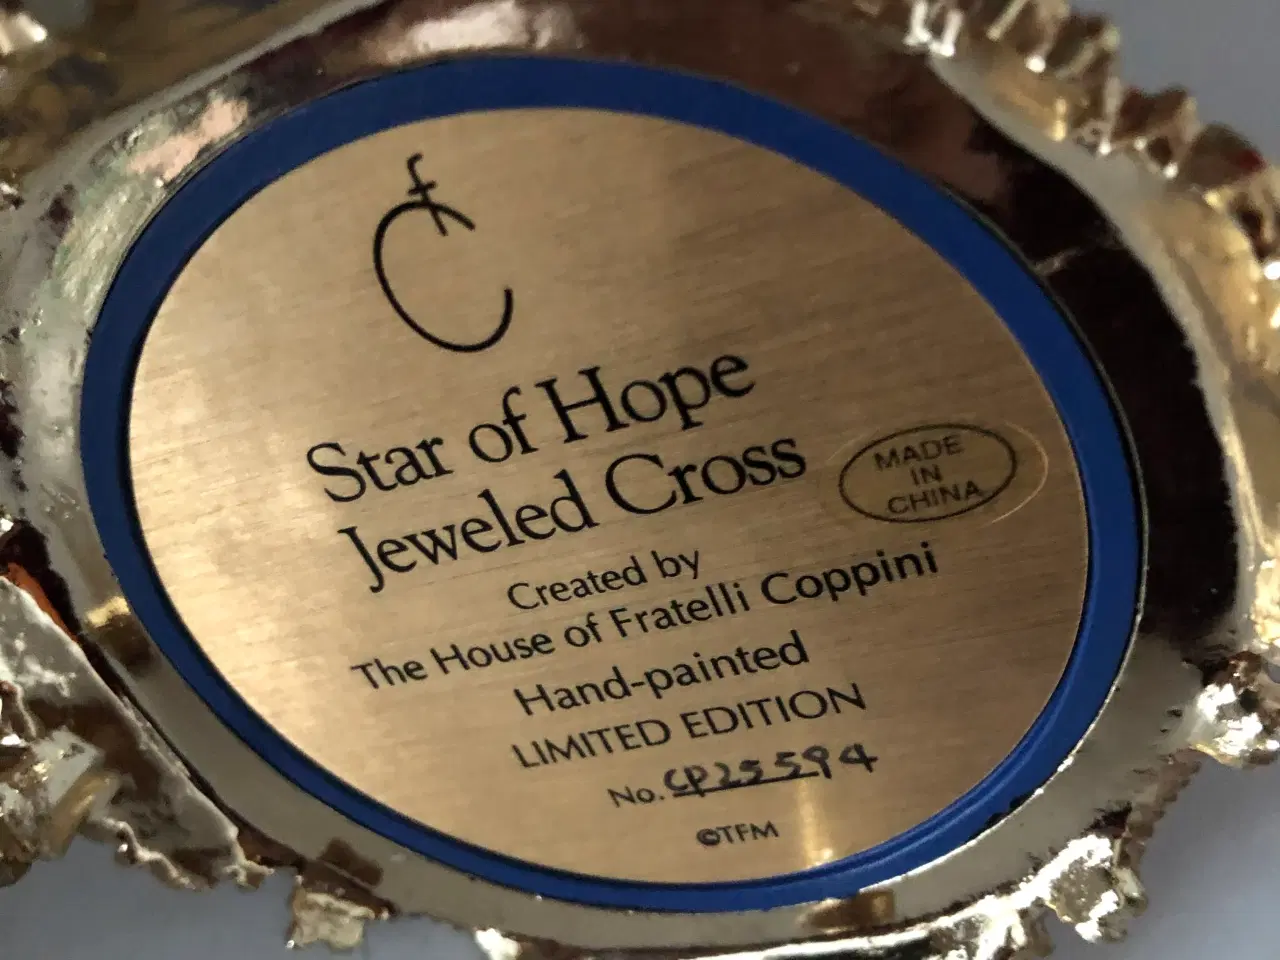 Cf
Star of Hope
Jeweled Cross
MADE
IN
CHINA
Created by
The House of Fratelli Coppini
Hand-painted
LIMITED EDITION
No. CP25594
©TFM